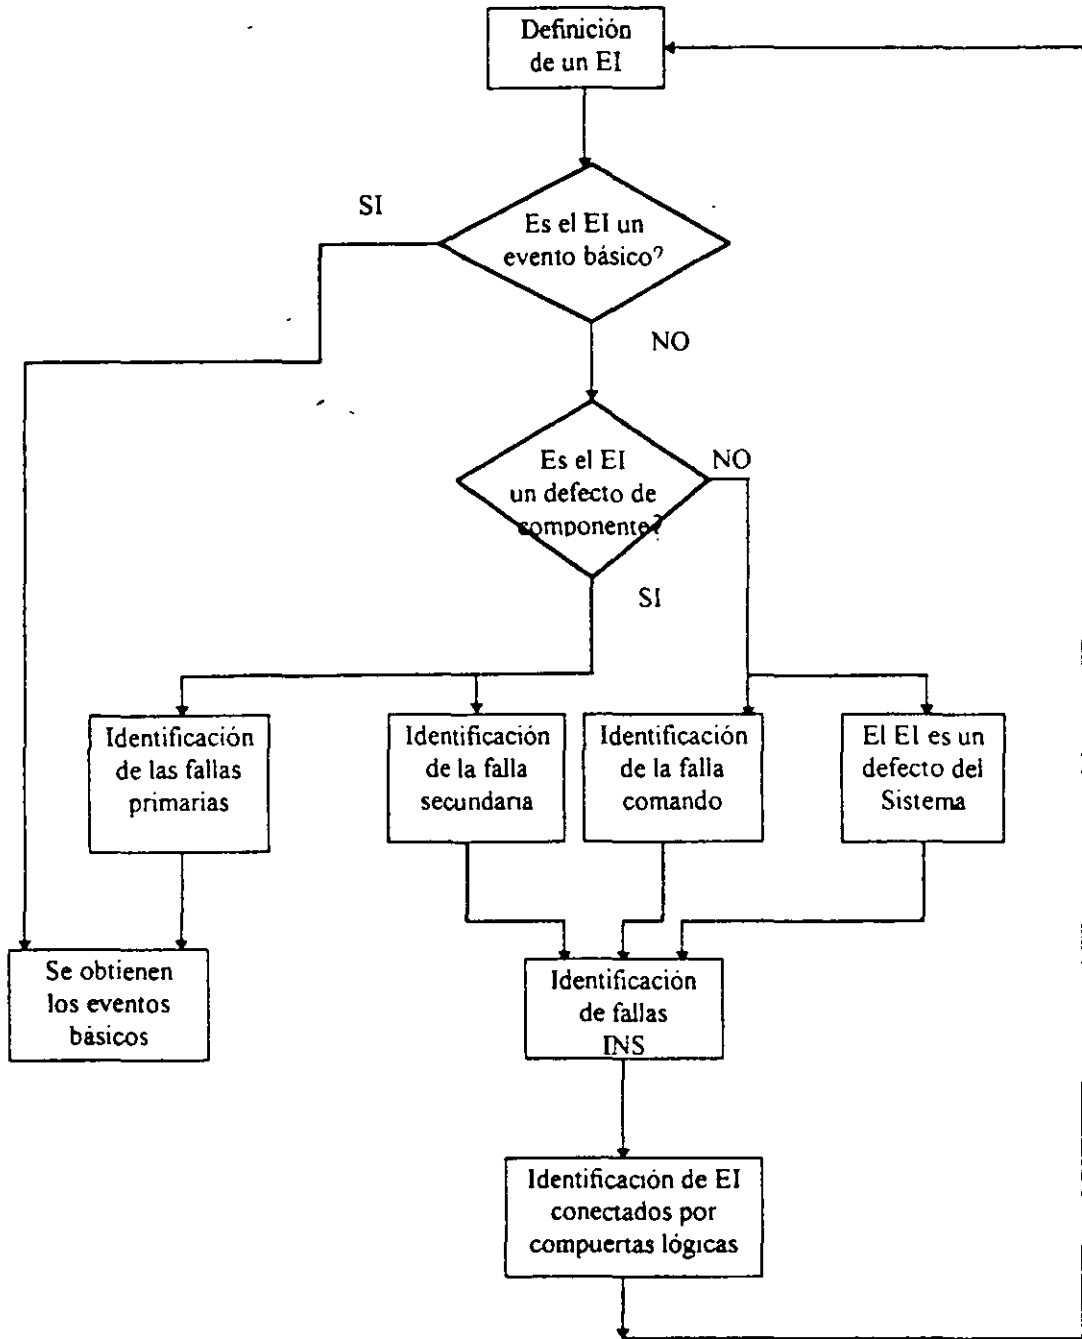 Definición
de un EI
SI
Es el EI un
evento básico?
NO
Es el EI
un defecto de
componente?
NO
SI
Identificación
de las fallas
primarias
Identificación
de la falla
secundaria
Identificación
de la falla
comando
El EI es un
defecto del
Sistema
Se obtienen
los eventos
básicos
Identificación
de fallas
INS
Identificación de EI
conectados por
compuertas lógicas